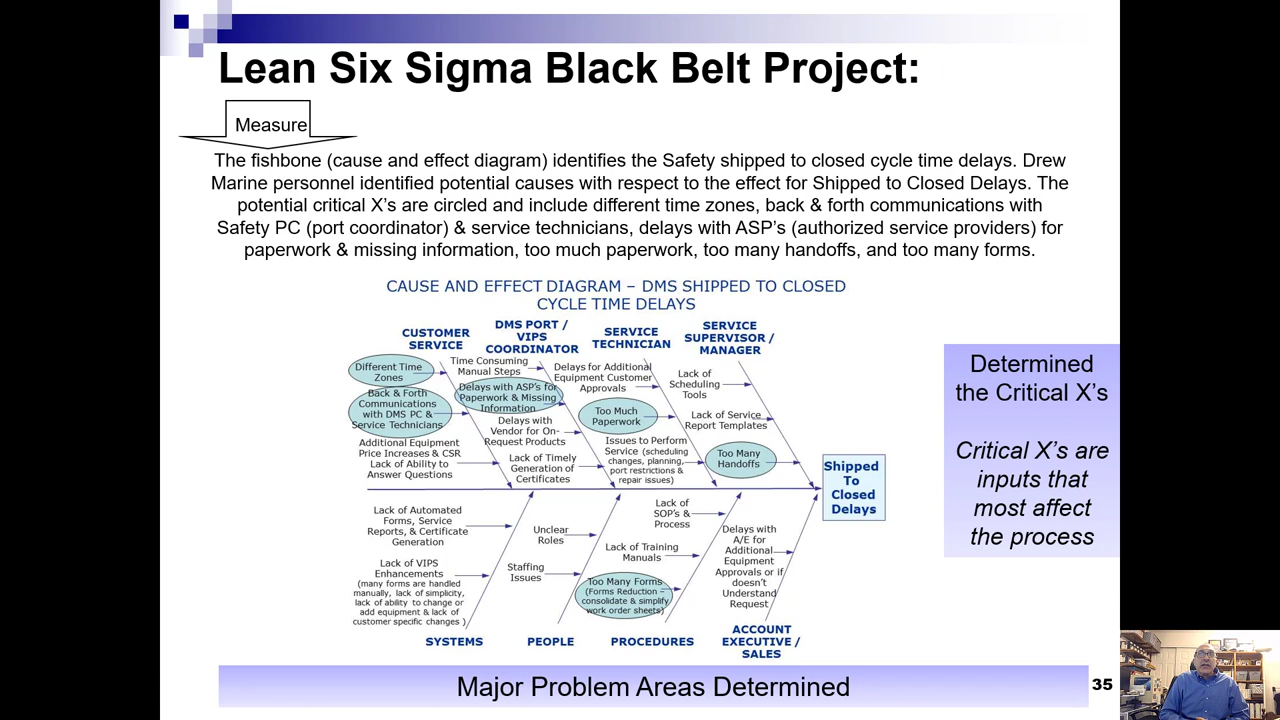 Lean Six Sigma Black Belt Project:
Measure
The fishbone (cause and effect diagram) identifies the Safety shipped to closed cycle time delays. Drew
Marine personnel identified potential causes with respect to the effect for Shipped to Closed Delays. The
potential critical X's are circled and include different time zones, back & forth communications with
Safety PC (port coordinator) & service technicians, delays with ASP's (authorized service providers) for
paperwork & missing information, too much paperwork, too many handoffs, and too many forms.
CAUSE AND EFFECT DIAGRAM – DMS SHIPPED TO CLOSED
CYCLE TIME DELAYS
CUSTOMER
SERVICE
DMS PORT /
VIPS
COORDINATOR
SERVICE
TECHNICIAN
SERVICE
SUPERVISOR /
MANAGER
Different Time
Zones
Back & Forth
Communications
with DMS PC &
Service Technicians
Additional Equipment
Price Increases & CSR
Lack of Ability to
Answer Questions
Time Consuming
Manual Steps
Delays with ASP's for
Paperwork & Missing
Information
Delays with
Vendor for On-
Request Products
Lack of Timely
Generation of
Certificates
Delays for Additional
Equipment Customer
Approvals
Too Much
Paperwork
Issues to Perform
Service (scheduling
changes, planning,
port restrictions &
repair issues)
Lack of
Scheduling
Tools
Lack of Service
Report Templates
Too Many
Handoffs
Shipped
To
Closed
Delays
Lack of Automated
Forms, Service
Reports, & Certificate
Generation
Lack of VIPS
Enhancements
(many forms are handled
manually, lack of simplicity,
lack of ability to change or
add equipment & lack of
customer specific changes )
Unclear
Roles
Staffing
Issues
Lack of
SOP's &
Process
Lack of Training
Manuals
Too Many Forms
(Forms Reduction –
consolidate & simplify
work order sheets)
Delays with
A/E for
Additional
Equipment
Approvals or if
doesn't
Understand
Request
SYSTEMS
PEOPLE
PROCEDURES
ACCOUNT
EXECUTIVE /
SALES
Determined
the Critical X's
Critical X's are
inputs that
most affect
the process
Major Problem Areas Determined
35